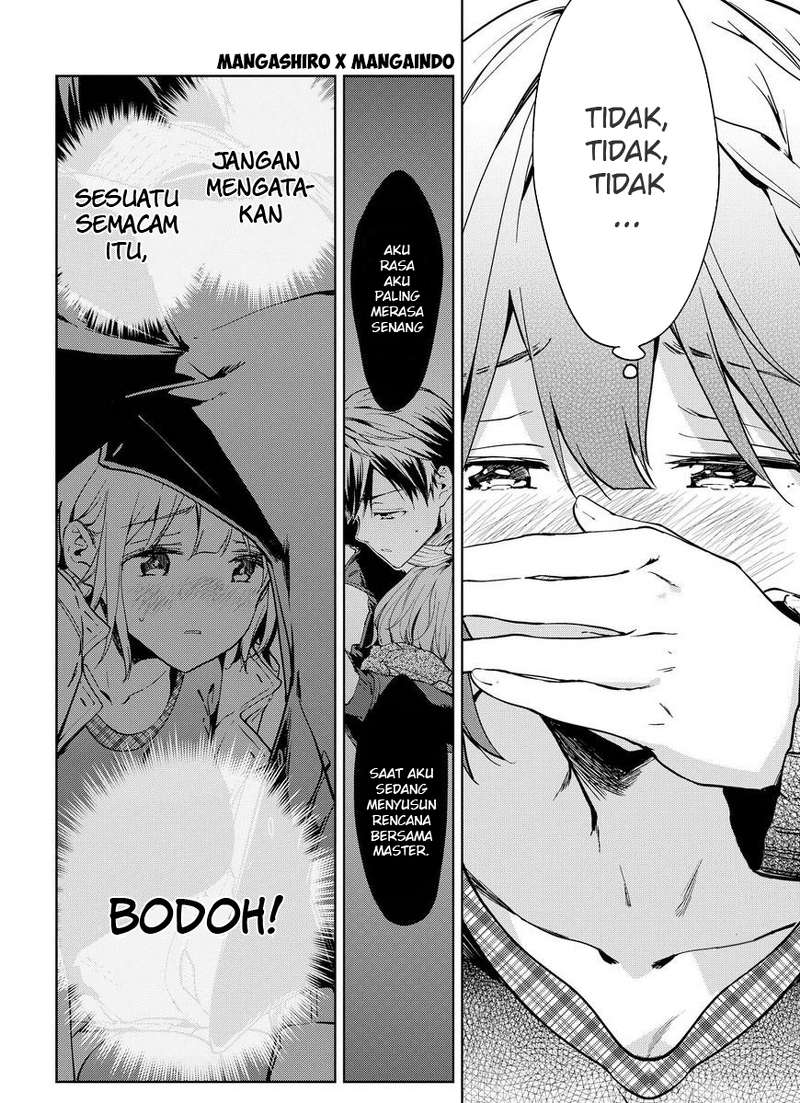 MANGASHIRO X MANGAINDO
TIDAK,
TIDAK,
TIDAK
...
AKU
RASA
AKU
PALING
MERASA
SENANG
SAAT AKU
SEDANG
MENYUSUN
RENCANA
BERSAMA
MASTER.
JANGAN
MENGATA-
KAN
SESUATU
SEMACAM
ITU,
BODOH!